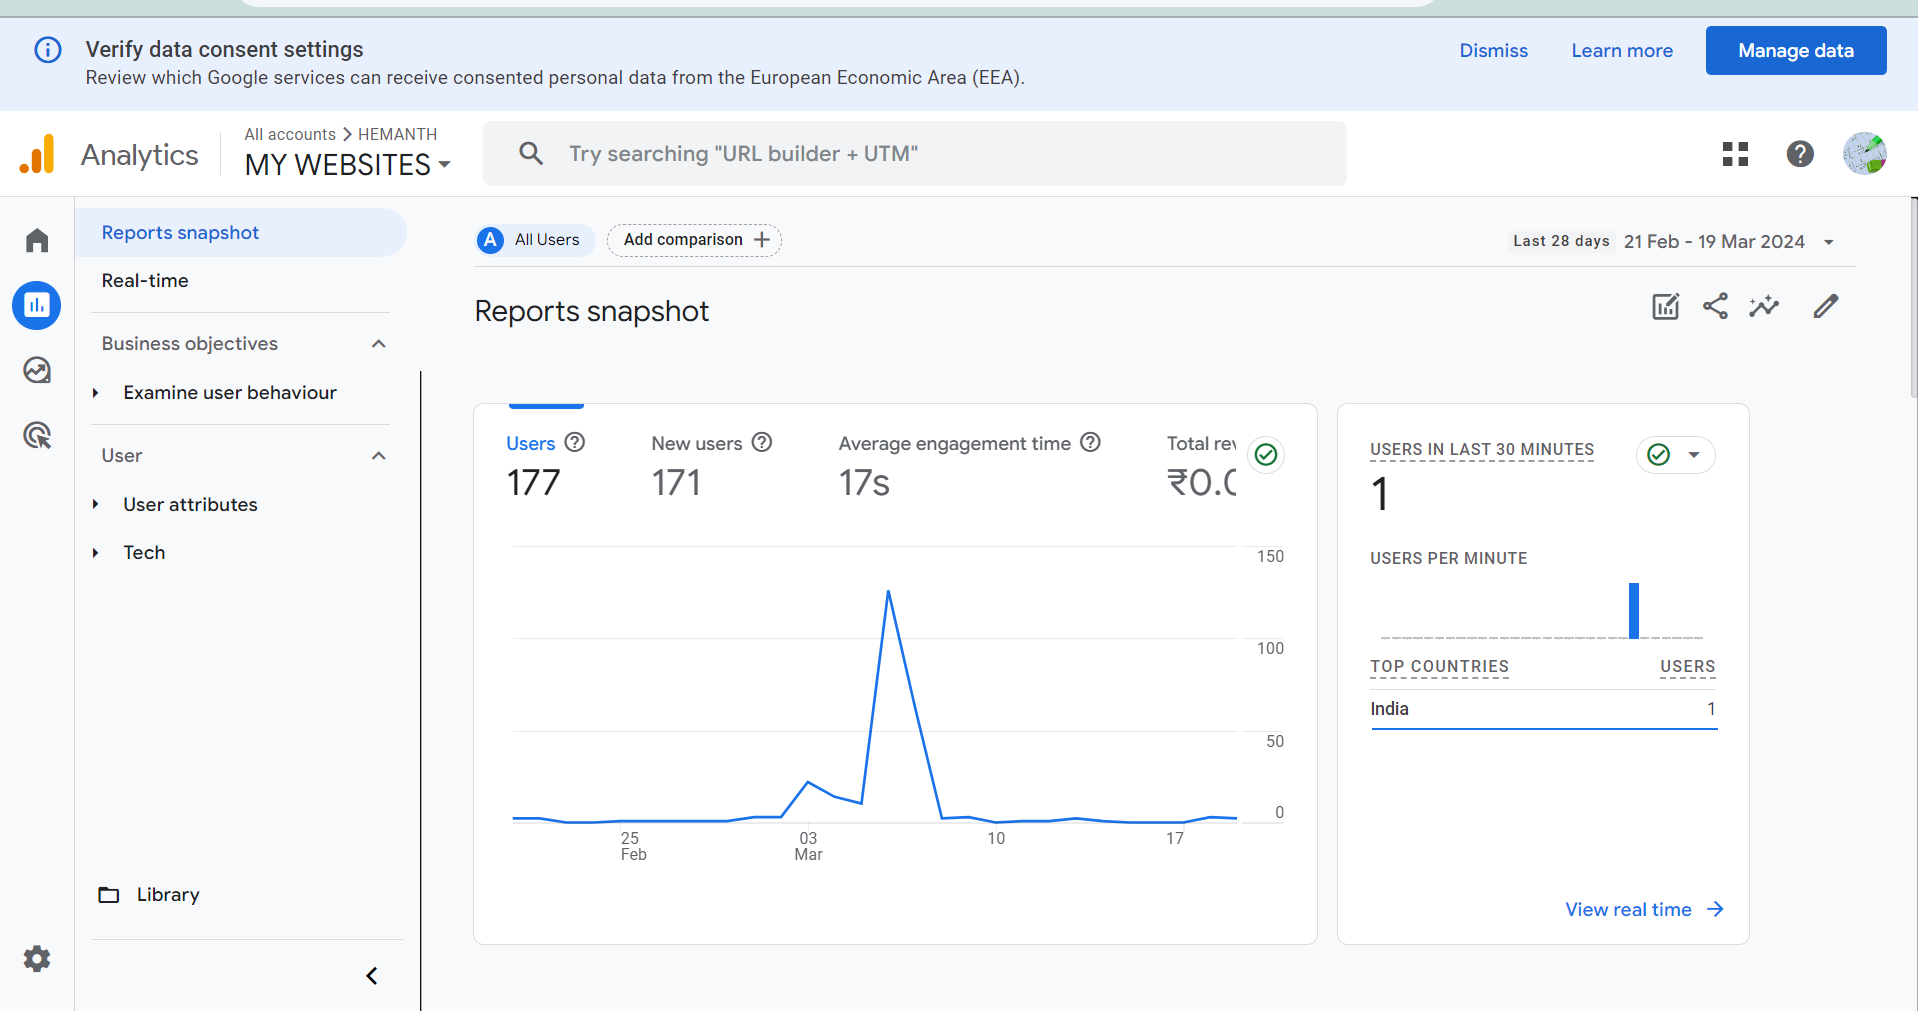 Verify data consent settings
Review which Google services can receive consented personal data from the European Economic Area (EEA).
Dismiss
Learn more
Manage data
Analytics
All accounts > HEMANTH
MY WEBSITES
Try searching "URL builder + UTM"
Reports snapshot
Real-time
Business objectives
Examine user behaviour
User
User attributes
Tech
Library
A All Users
Add comparison +
Last 28 days 21 Feb - 19 Mar 2024
Reports snapshot
Users
177
New users
171
Average engagement time
17s
Total rev
₹0.0
150
100
50
0
25
Feb
03
Mar
10
17
USERS IN LAST 30 MINUTES
1
USERS PER MINUTE
TOP COUNTRIES USERS
India 1
View real time